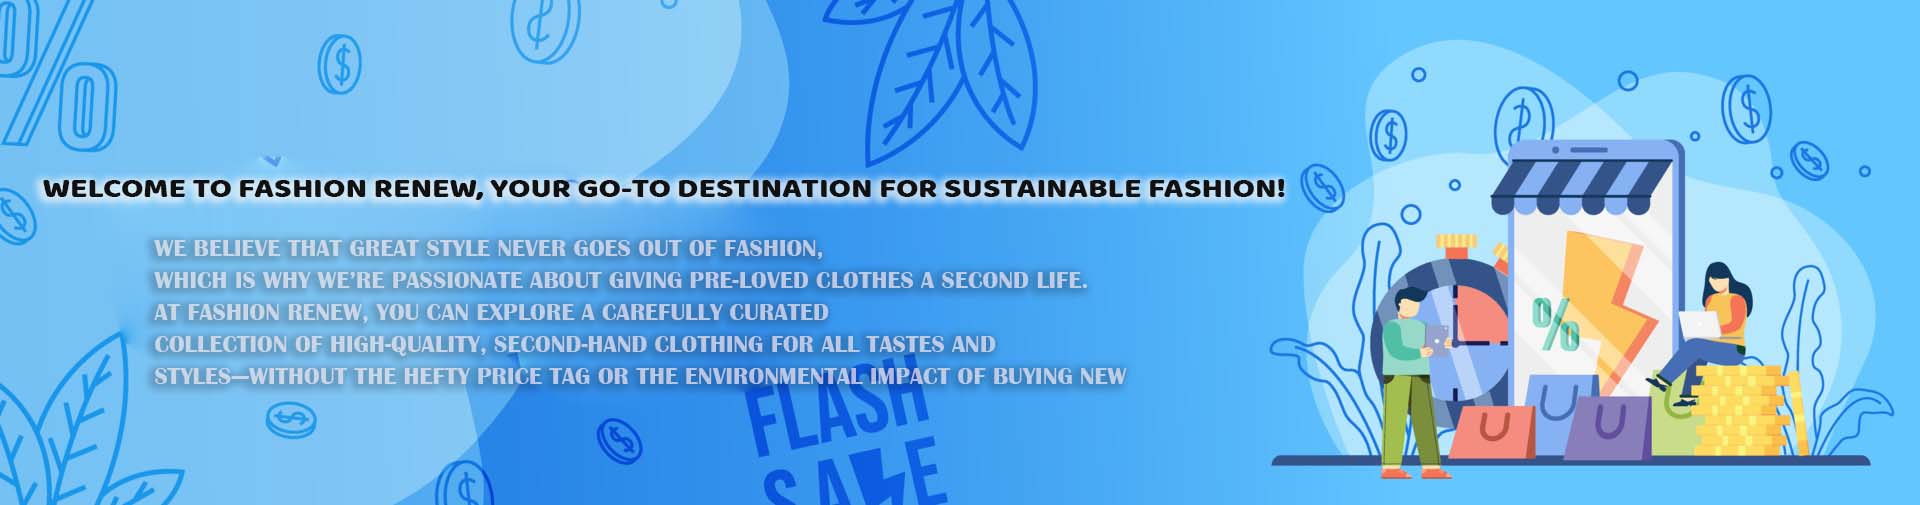 WELCOME TO FASHION RENEW, YOUR GO-TO DESTINATION FOR SUSTAINABLE FASHION!
WE BELIEVE THAT GREAT STYLE NEVER GOES OUT OF FASHION,
WHICH IS WHY WE'RE PASSIONATE ABOUT GIVING PRE-LOVED CLOTHES A SECOND LIFE.
AT FASHION RENEW, YOU CAN EXPLORE A CAREFULLY CURATED
COLLECTION OF HIGH-QUALITY, SECOND-HAND CLOTHING FOR ALL TASTES AND
STYLES—WITHOUT THE HEFTY PRICE TAG OR THE ENVIRONMENTAL IMPACT OF BUYING NEW
FLASH
SALE
%
%